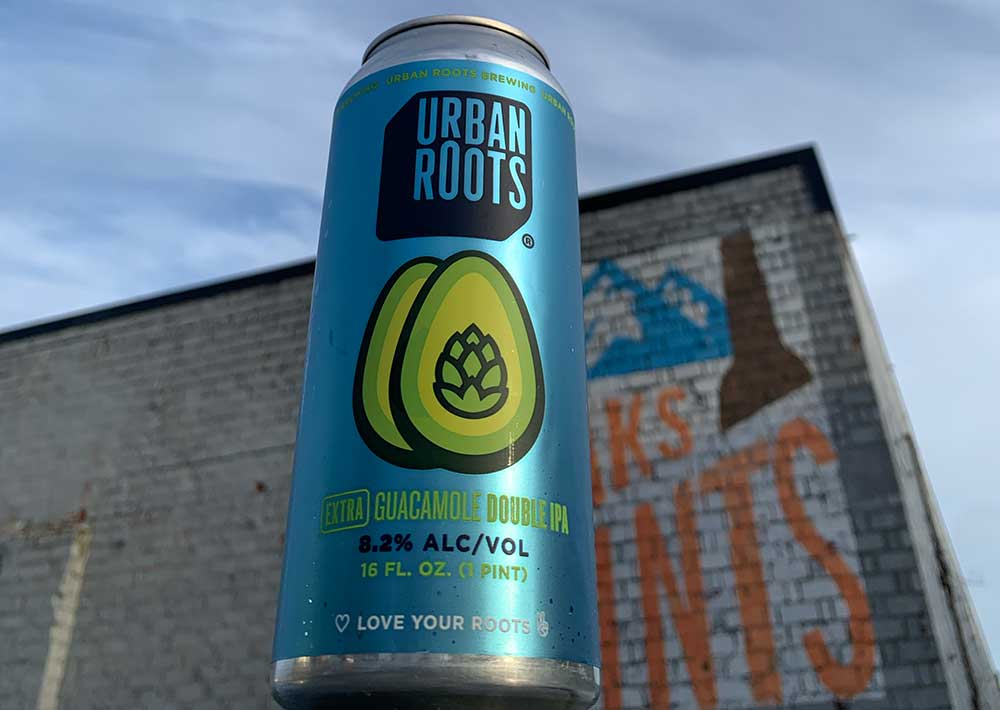 URBAN ROOTS BREWING
URBAN
ROOTS
®
EXTRA GUACAMOLE DOUBLE IPA
8.2% ALC/VOL
16 FL. OZ. (1 PINT)
LOVE YOUR ROOTS